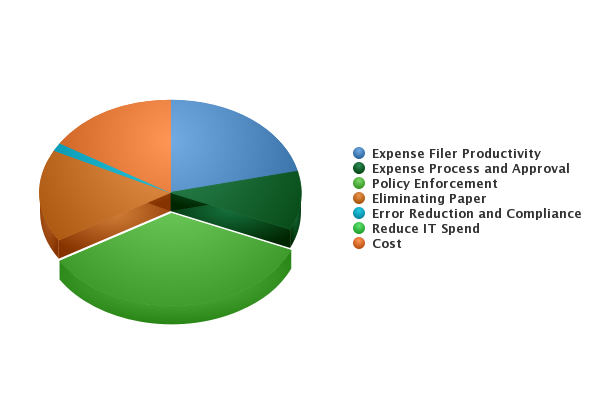 Expense Filer Productivity
Expense Process and Approval
Policy Enforcement
Eliminating Paper
Error Reduction and Compliance
Reduce IT Spend
Cost